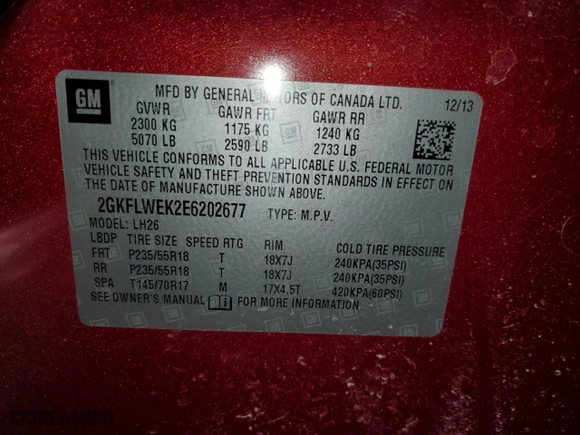 GM
MFD BY GENERAL MOTORS OF CANADA LTD. 12/13
GVWR GAWR FRT GAWR RR
2300 KG 1175 KG 1240 KG
5070 LB 2590 LB 2733 LB
THIS VEHICLE CONFORMS TO ALL APPLICABLE U.S. FEDERAL MOTOR
VEHICLE SAFETY AND THEFT PREVENTION STANDARDS IN EFFECT ON
THE DATE OF MANUFACTURE SHOWN ABOVE.
2GKFLWEK2E6202677 TYPE: M.P.V.
MODEL: LH26
LBDP TIRE SIZE SPEED RTG RIM COLD TIRE PRESSURE
FRT P235/55R18 T 18X7J 240KPA(35PSI)
RR P235/55R18 T 18X7J 240KPA(35PSI)
SPA T145/70R17 M 17X4.5T 420KPA(60PSI)
SEE OWNER'S MANUAL FOR MORE INFORMATION